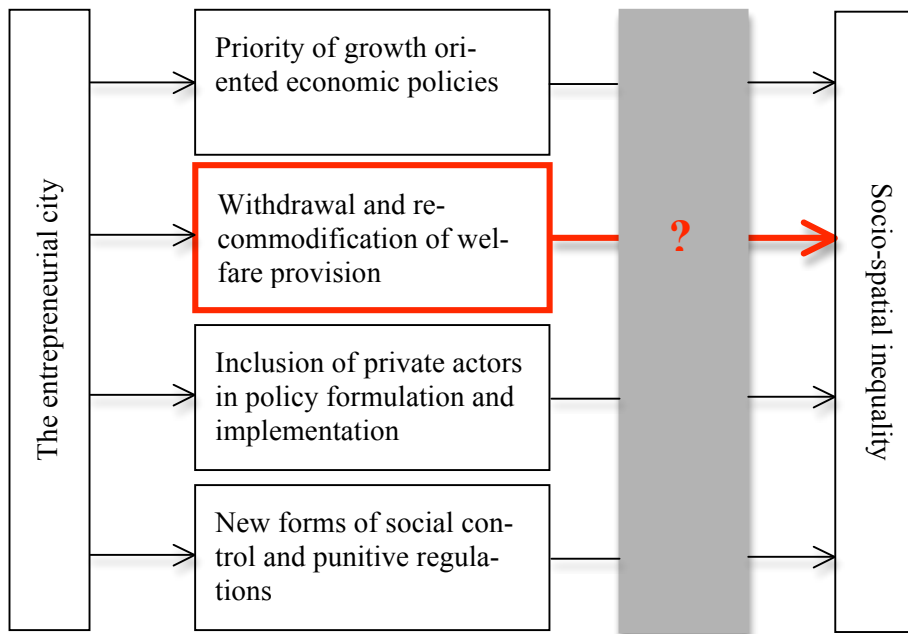 The entrepreneurial city
Priority of growth ori-
ented economic policies
Withdrawal and re-
commodification of wel-
fare provision
?
Inclusion of private actors
in policy formulation and
implementation
New forms of social con-
trol and punitive regula-
tions
Socio-spatial inequality